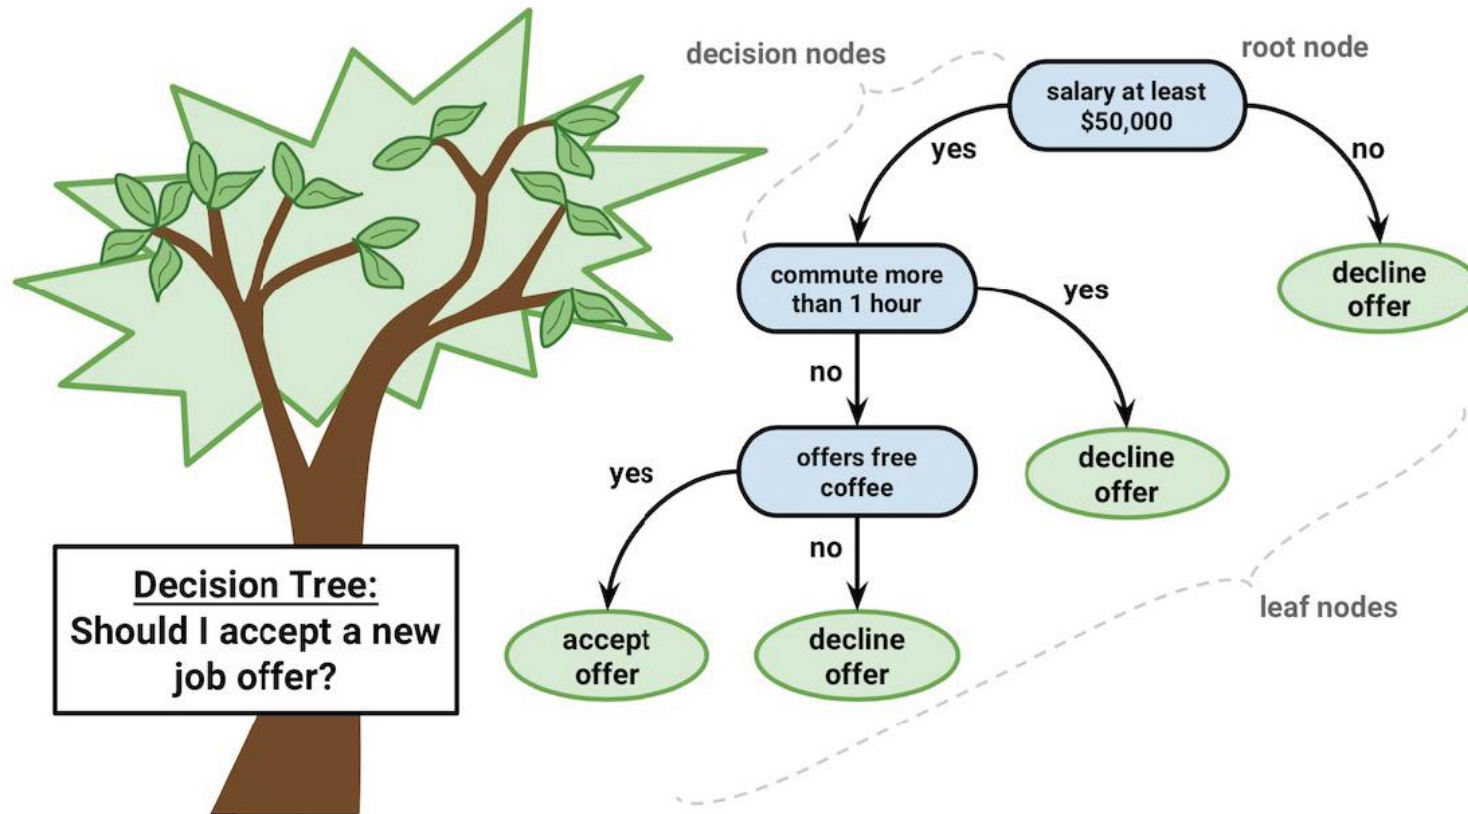 decision nodes
root node
salary at least
$50,000
yes
no
commute more
than 1 hour
yes
decline
offer
no
offers free
coffee
decline
offer
yes
no
leaf nodes
accept
offer
decline
offer
Decision Tree:
Should I accept a new
job offer?